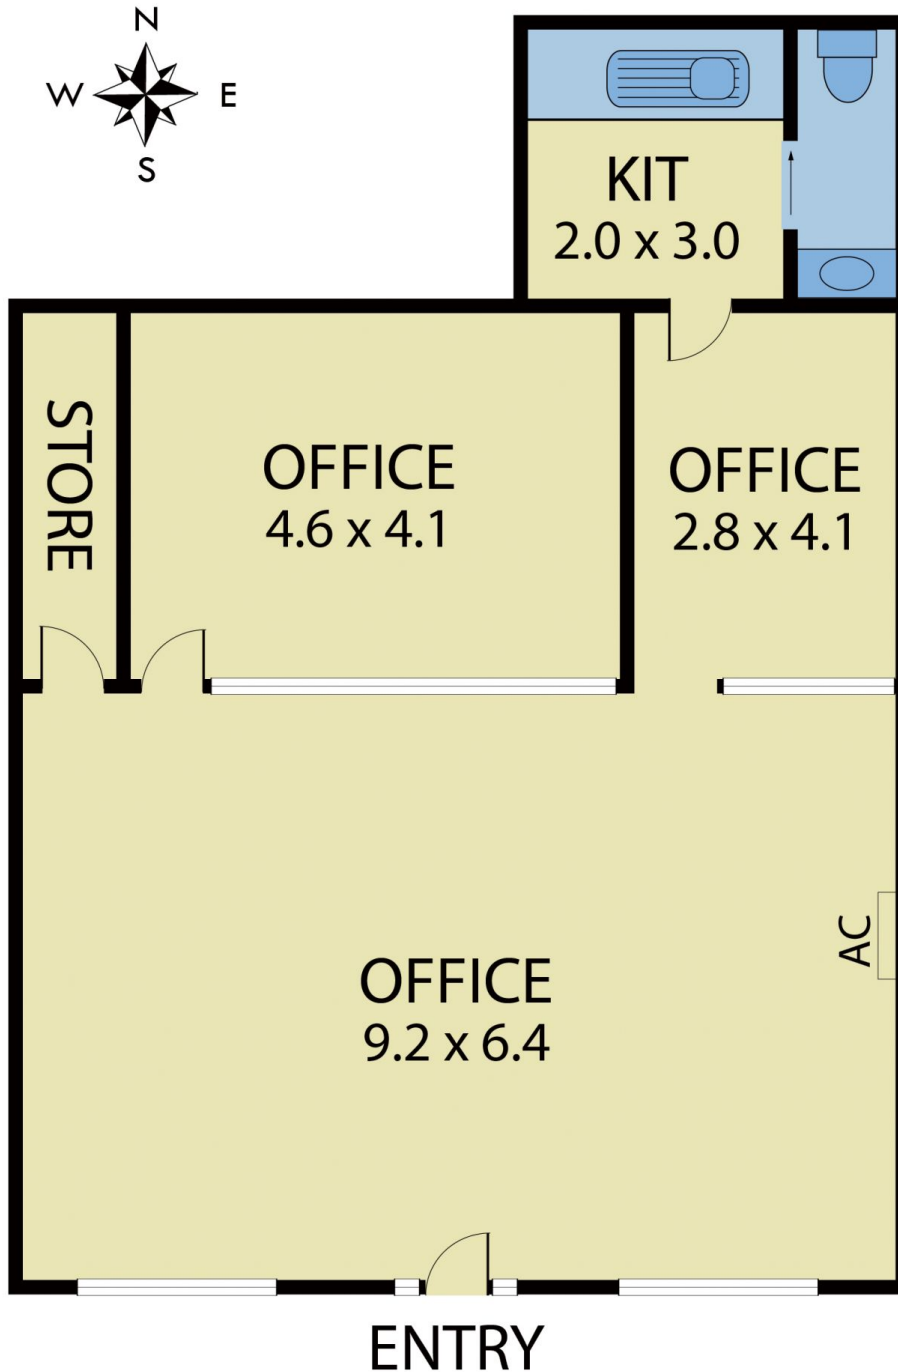 N
W E
S
KIT
2.0 x 3.0
STORE
OFFICE
4.6 x 4.1
OFFICE
2.8 x 4.1
AC
OFFICE
9.2 x 6.4
ENTRY